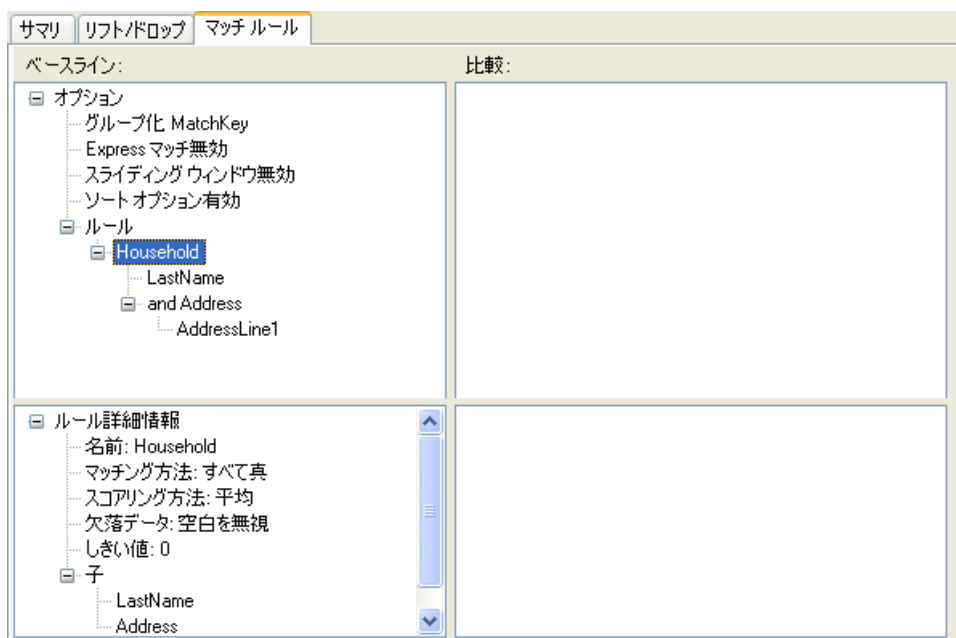 サマリ リフト/ドロップ マッチ ルール
ベースライン: 比較:
オプション
グループ化 MatchKey
Express マッチ無効
スライディング ウィンドウ無効
ソート オプション有効
ルール
Household
LastName
and Address
AddressLine1
ルール詳細情報
名前: Household
マッチング方法: すべて真
スコアリング方法: 平均
欠落データ: 空白を無視
しきい値: 0
子
LastName
Address